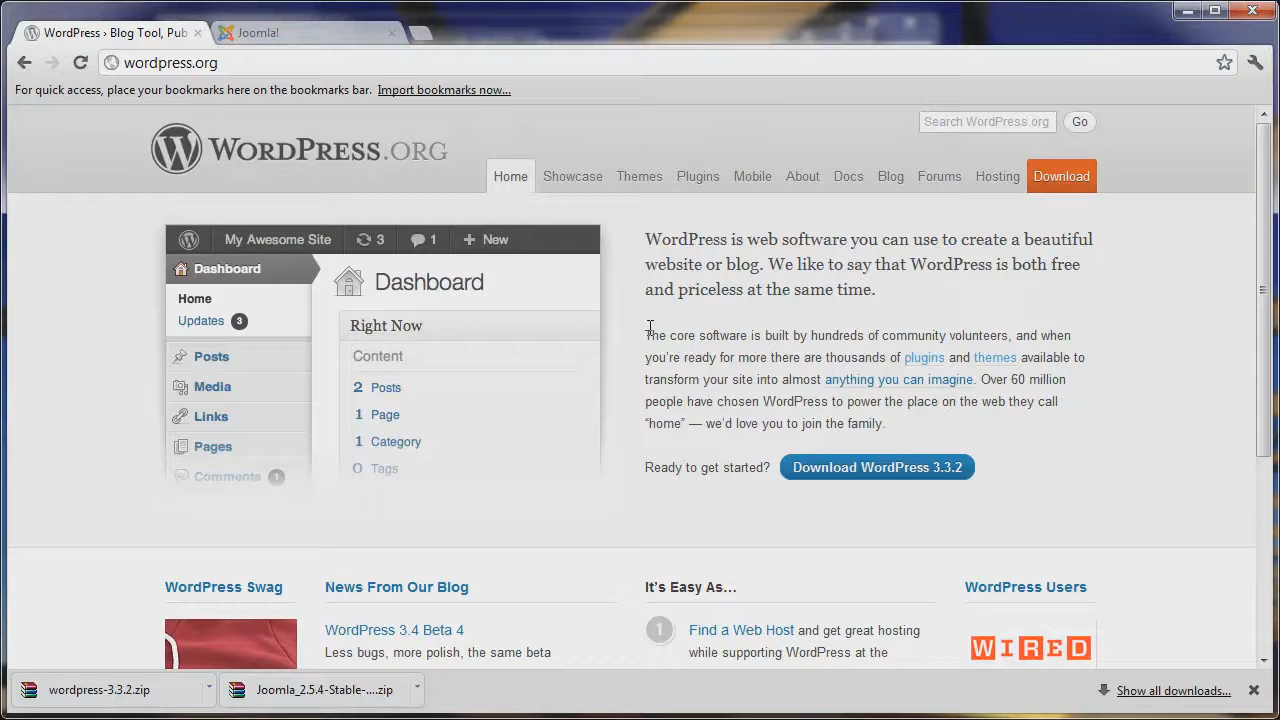 WordPress › Blog Tool, Pub
Joomla!
wordpress.org
For quick access, place your bookmarks here on the bookmarks bar. Import bookmarks now...
WORDPRESS.ORG
Search WordPress.org
Go
Home
Showcase
Themes
Plugins
Mobile
About
Docs
Blog
Forums
Hosting
Download
My Awesome Site
3
1
New
Dashboard
Home
Updates 3
Posts
Media
Links
Pages
Comments 1
Dashboard
Right Now
Content
2 Posts
1 Page
1 Category
0 Tags
WordPress is web software you can use to create a beautiful
website or blog. We like to say that WordPress is both free
and priceless at the same time.
The core software is built by hundreds of community volunteers, and when
you’re ready for more there are thousands of plugins and themes available to
transform your site into almost anything you can imagine. Over 60 million
people have chosen WordPress to power the place on the web they call
“home” — we’d love you to join the family.
Ready to get started? Download WordPress 3.3.2
WordPress Swag
News From Our Blog
WordPress 3.4 Beta 4
Less bugs, more polish, the same beta
It’s Easy As…
1 Find a Web Host and get great hosting
while supporting WordPress at the
WordPress Users
WIRED
wordpress-3.3.2.zip
Joomla_2.5.4-Stable-....zip
Show all downloads...